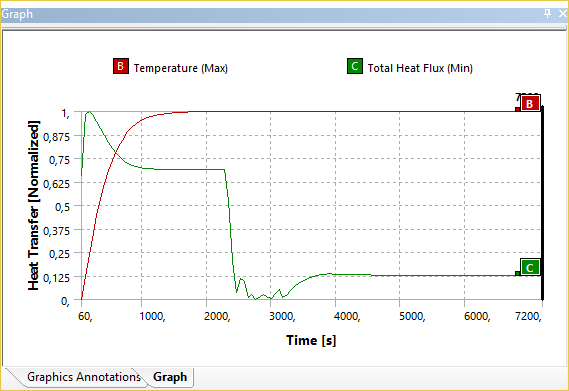 Graph
B Temperature (Max)
C Total Heat Flux (Min)
B
1,
0,875
0,75
0,625
0,5
0,375
0,25
0,125
0,
Heat Transfer [Normalized]
C
60,
1000,
2000,
3000,
4000,
5000,
6000,
7200,
Time [s]
Graphics Annotations
Graph